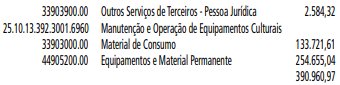 33903900.00 Outros Serviços de Terceiros - Pessoa Jurídica 2.584,32
25.10.13.392.3001.6960 Manutenção e Operação de Equipamentos Culturais
33903000.00 Material de Consumo 133.721,61
44905200.00 Equipamentos e Material Permanente 254.655,04
390.960,97